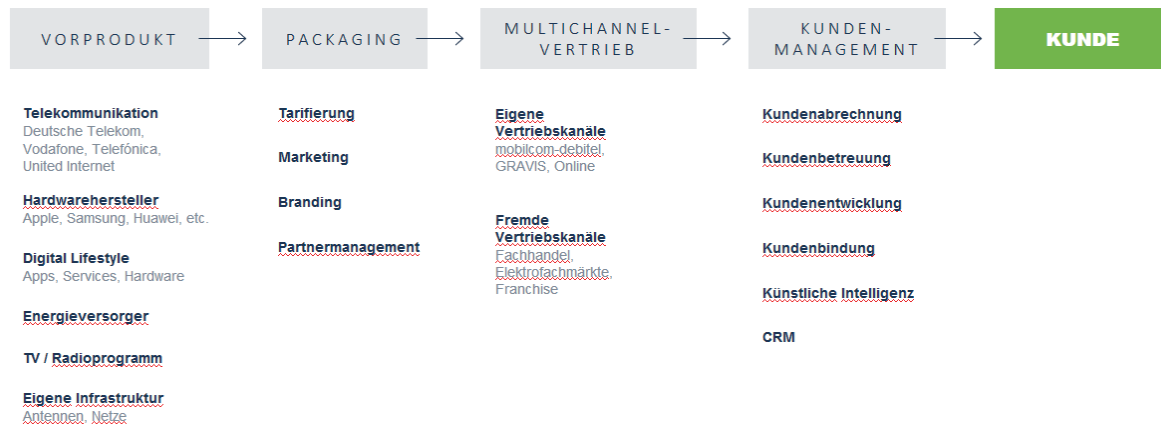 VORPRODUKT
PACKAGING
MULTICHANNEL-
VERTRIEB
KUNDEN-
MANAGEMENT
KUNDE
Telekommunikation
Deutsche Telekom,
Vodafone, Telefónica,
United Internet
Hardwarehersteller
Apple, Samsung, Huawei, etc.
Digital Lifestyle
Apps, Services, Hardware
Energieversorger
TV / Radioprogramm
Eigene Infrastruktur
Antennen, Netze
Tarifierung
Marketing
Branding
Partnermanagement
Eigene
Vertriebskanäle
mobilcom-debitel,
GRAVIS, Online
Fremde
Vertriebskanäle
Fachhandel,
Elektrofachmärkte,
Franchise
Kundenabrechnung
Kundenbetreuung
Kundenentwicklung
Kundenbindung
Künstliche Intelligenz
CRM